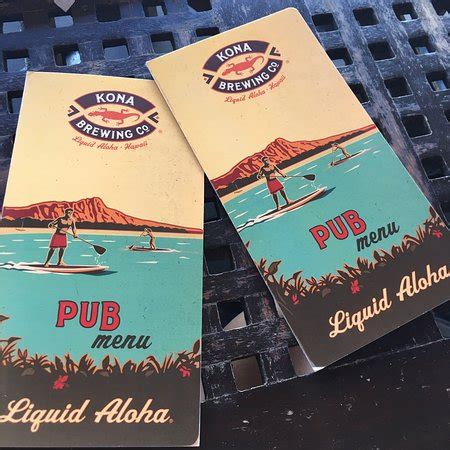 KONA
BREWING CO
Liquid Aloha · Hawaii
PUB
menu
Liquid Aloha
KONA
BREWING CO
Liquid Aloha · Hawaii
PUB
menu
Liquid Aloha